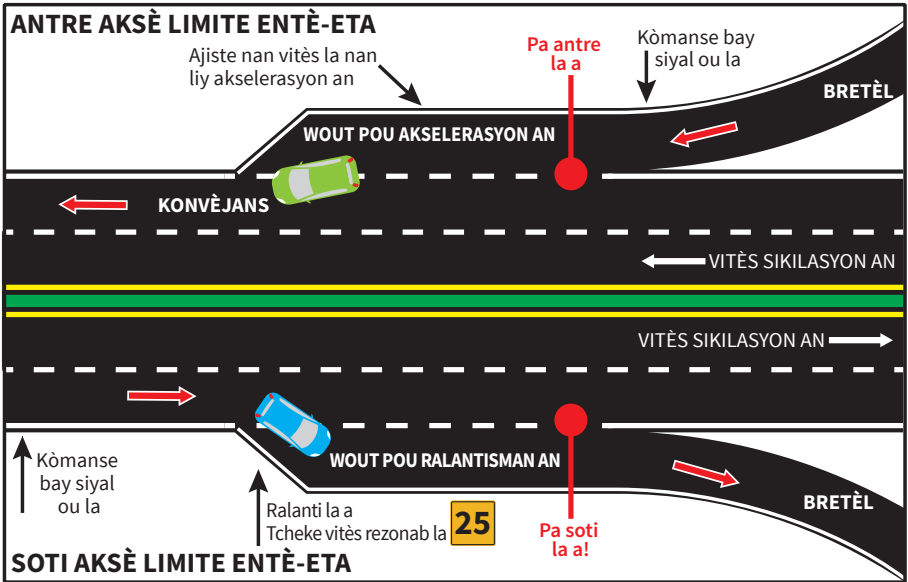 ANTRE AKSÈ LIMITE ENTÈ-ETA
Ajiste nan vitès la nan
liy akselerasyon an
Pa antre
la a
Kòmanse bay
siyal ou la
BRETÈL
WOUT POU AKSELERASYON AN
KONVÈJANS
VITÈS SIKILASYON AN
VITÈS SIKILASYON AN
Kòmanse
bay siyal
ou la
WOUT POU RALANTISMAN AN
Ralanti la a
Tcheke vitès rezonab la
25
Pa soti
la a!
BRETÈL
SOTI AKSÈ LIMITE ENTÈ-ETA